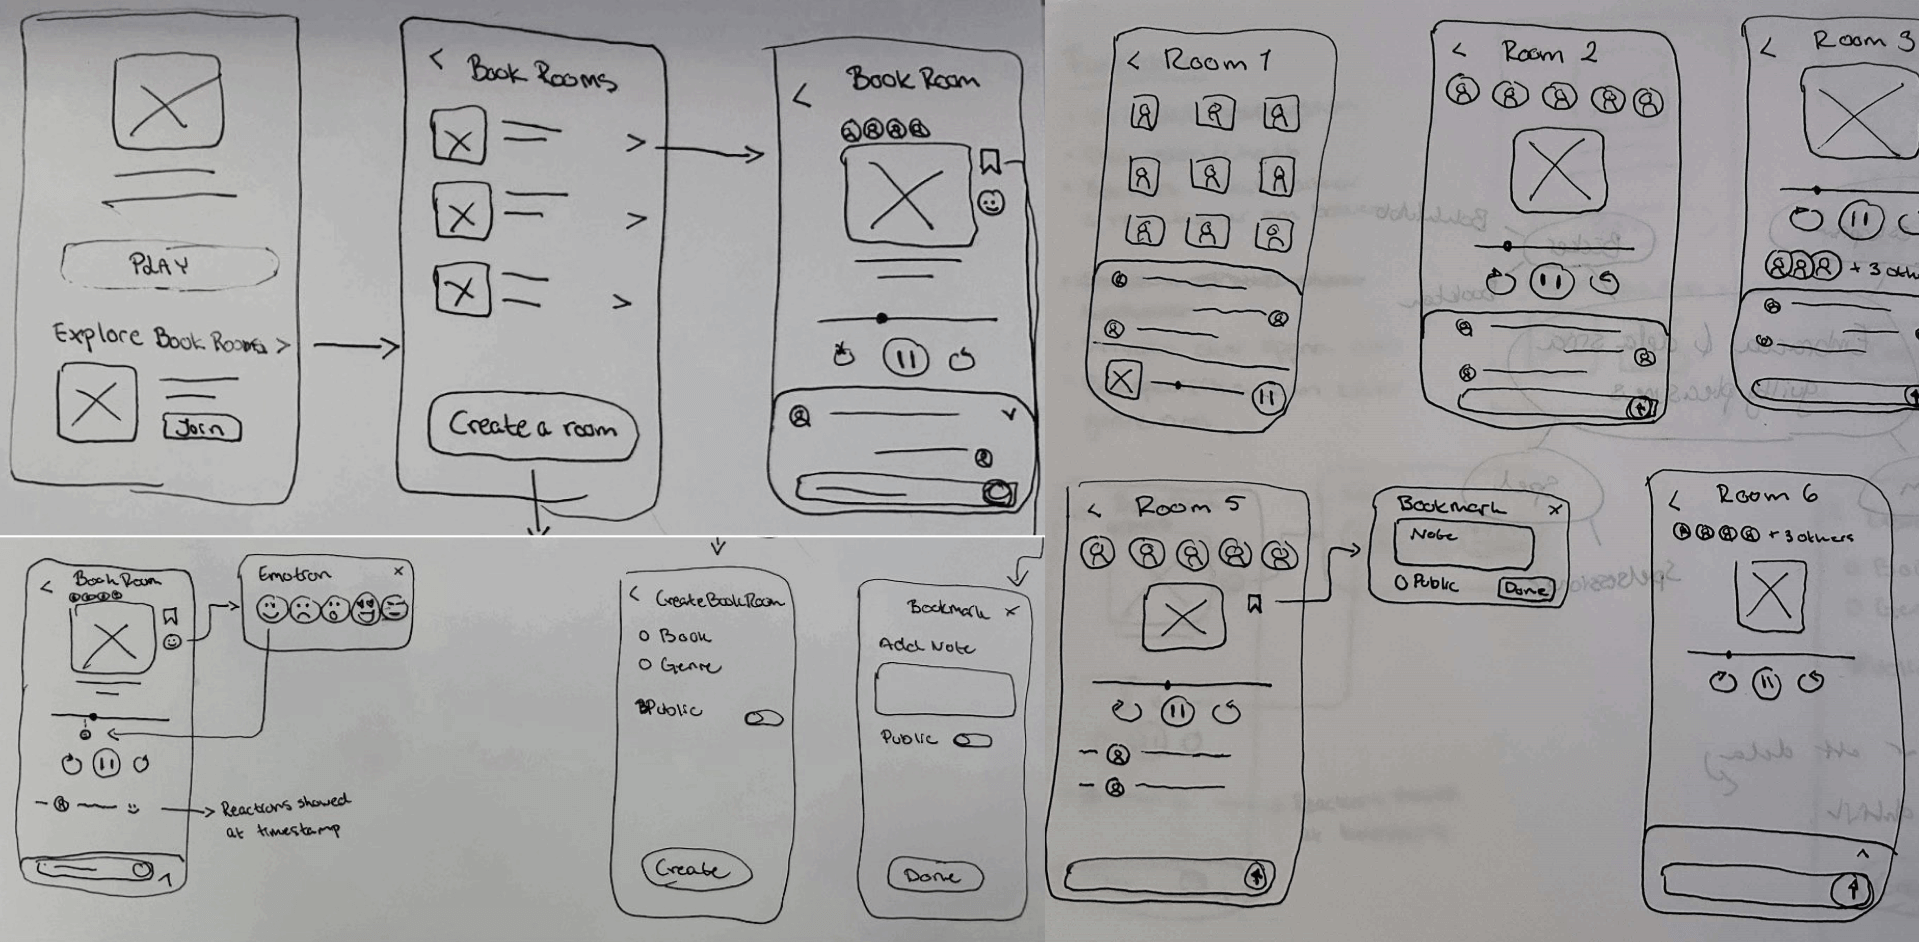 PLAY
Explore Book Rooms >
Join
< Book Rooms
>
>
>
Create a room
< Book Room
< Book Room
Emotion x
Reactions showed
at timestamp
< Create Book Room
Book
Genre
Public
Create
Bookmark x
Add Note
Public
Done
< Room 1
< Room 2
< Room 3
+ 3 oth
< Room 5
Bookmark x
Note
Public
Done
< Room 6
+ 3 others